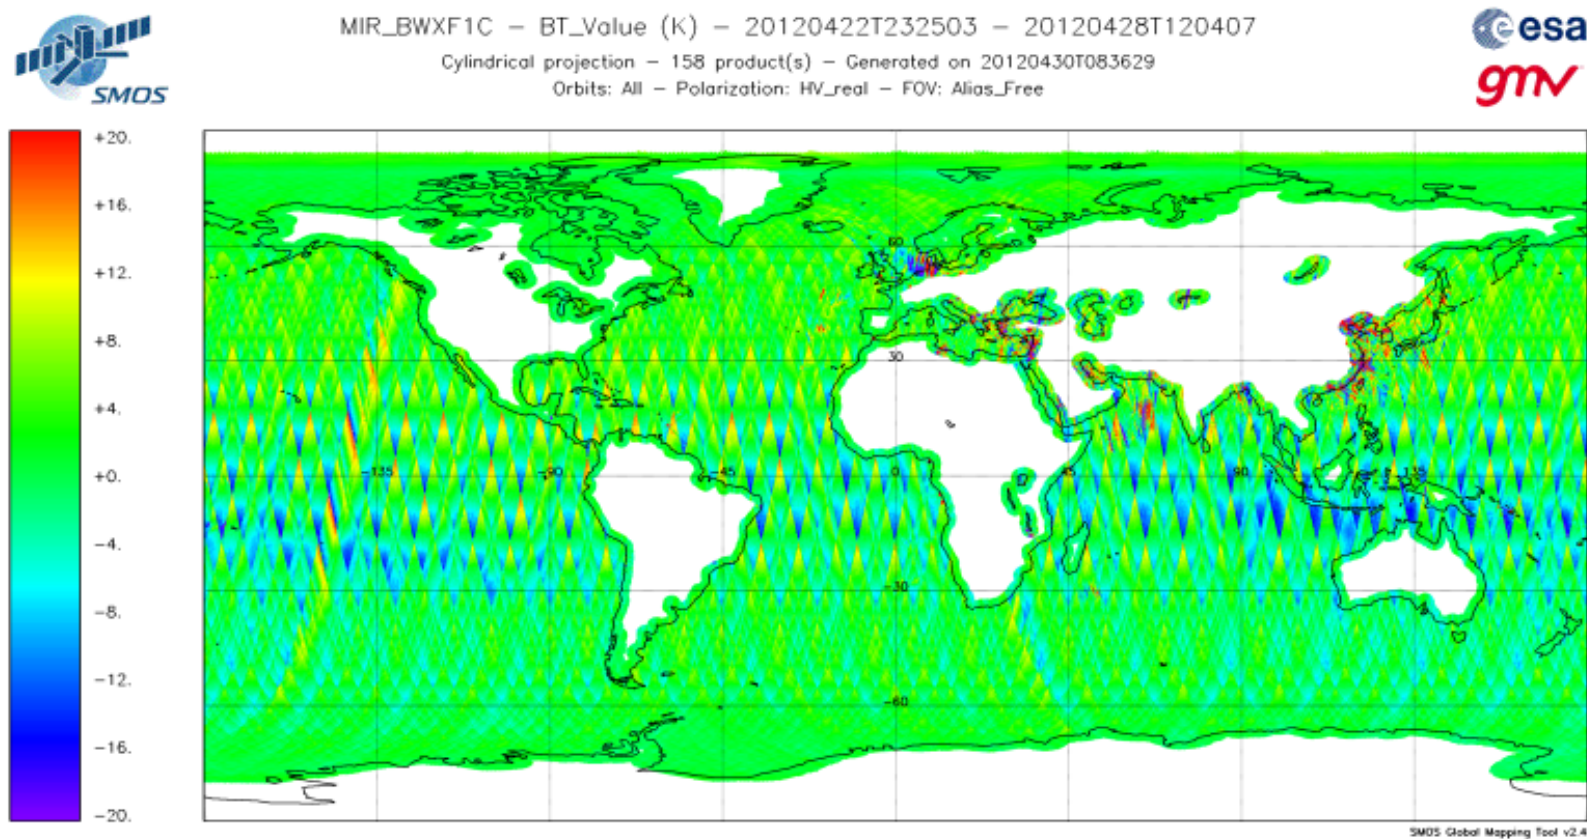 MIR_BWXF1C - BT_Value (K) - 20120422T232503 - 20120428T120407
Cylindrical projection - 158 product(s) - Generated on 20120430T083629
Orbits: All - Polarization: HV_real - FOV: Alias_Free
SMOS
esa
gmv
+20.
+16.
+12.
+8.
+4.
+0.
-4.
-8.
-12.
-16.
-20.
60
30
-135 -90 -45 0 45 90 135
-30
-60
SMOS Global Mapping Tool